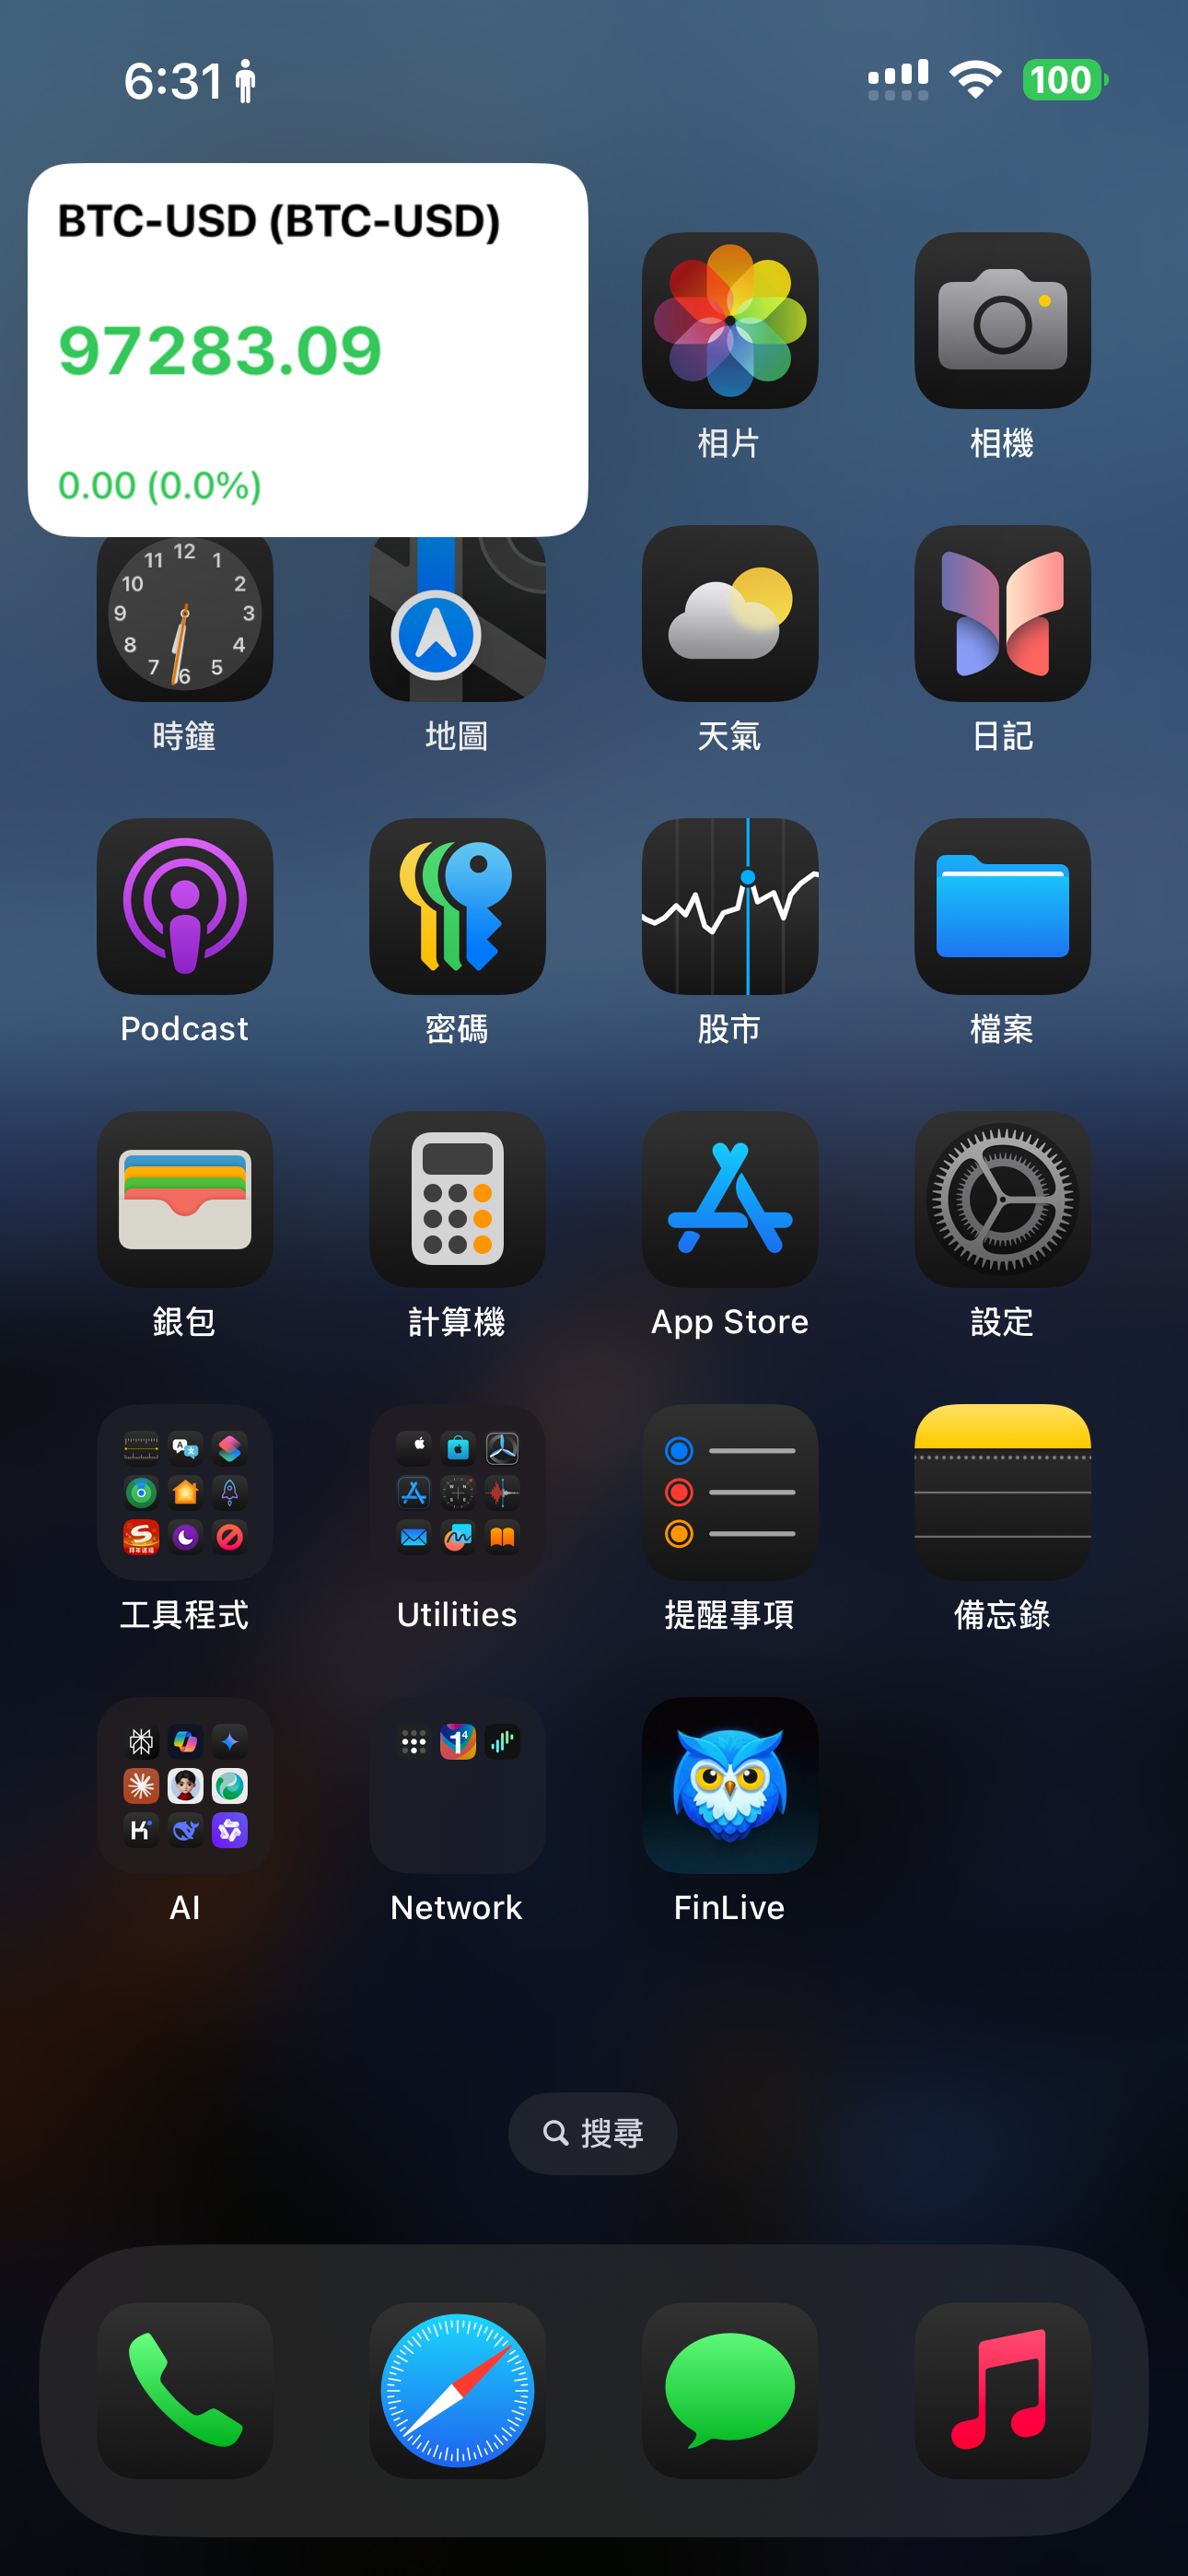 6:31
100
BTC-USD (BTC-USD)
97283.09
0.00 (0.0%)
相片
相機
12
11
1
10
2
9
3
8
4
7
5
6
時鐘
地圖
天氣
日記
Podcast
密碼
股市
檔案
銀包
計算機
App Store
設定
工具程式
Utilities
提醒事項
備忘錄
AI
Network
FinLive
搜尋